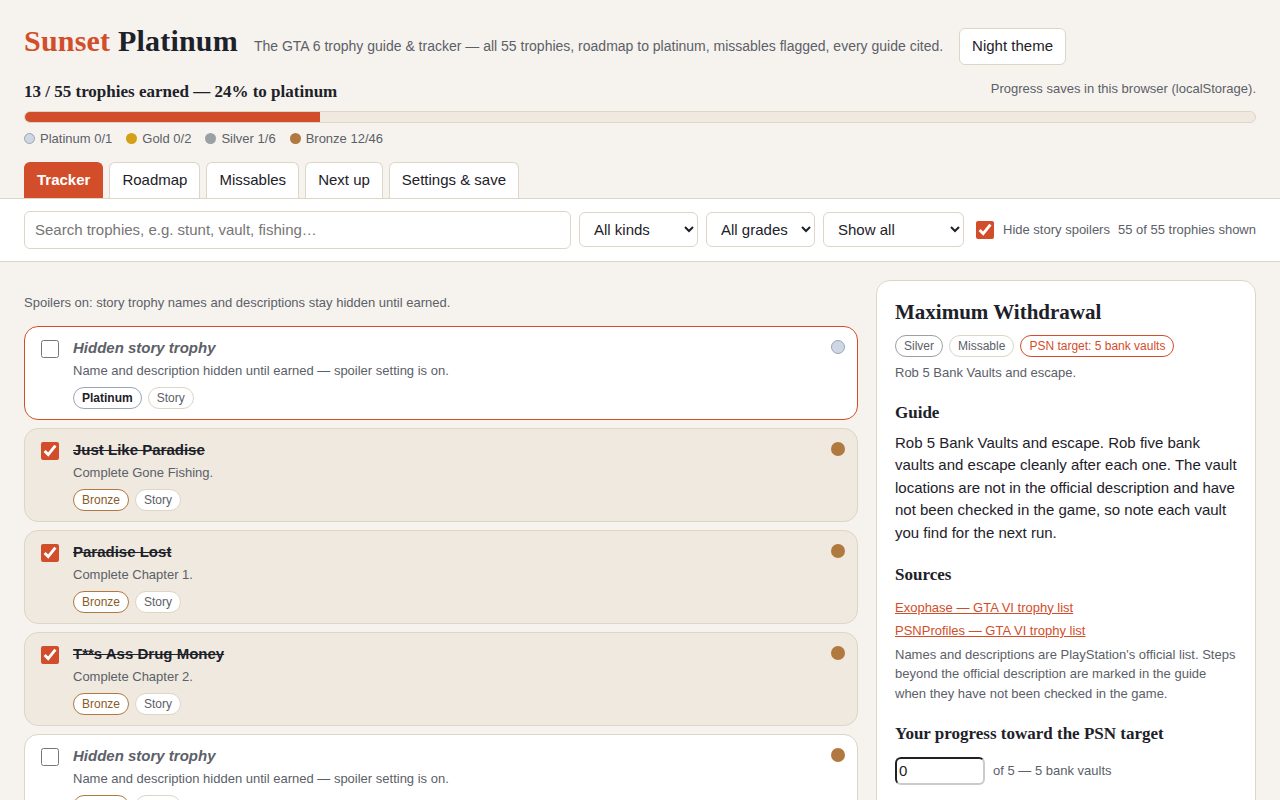 Sunset Platinum
The GTA 6 trophy guide & tracker — all 55 trophies, roadmap to platinum, missables flagged, every guide cited.
Night theme
13 / 55 trophies earned — 24% to platinum
Progress saves in this browser (localStorage).
Platinum 0/1 Gold 0/2 Silver 1/6 Bronze 12/46
Tracker Roadmap Missables Next up Settings & save
Search trophies, e.g. stunt, vault, fishing…
All kinds All grades Show all Hide story spoilers 55 of 55 trophies shown
Spoilers on: story trophy names and descriptions stay hidden until earned.
Hidden story trophy
Name and description hidden until earned — spoiler setting is on.
Platinum Story
Just Like Paradise
Complete Gone Fishing.
Bronze Story
Paradise Lost
Complete Chapter 1.
Bronze Story
T**s Ass Drug Money
Complete Chapter 2.
Bronze Story
Hidden story trophy
Name and description hidden until earned — spoiler setting is on.
Maximum Withdrawal
Silver Missable PSN target: 5 bank vaults
Rob 5 Bank Vaults and escape.
Guide
Rob 5 Bank Vaults and escape. Rob five bank
vaults and escape cleanly after each one. The vault
locations are not in the official description and have
not been checked in the game, so note each vault
you find for the next run.
Sources
Exophase — GTA VI trophy list
PSNProfiles — GTA VI trophy list
Names and descriptions are PlayStation's official list. Steps
beyond the official description are marked in the guide
when they have not been checked in the game.
Your progress toward the PSN target
0 of 5 — 5 bank vaults